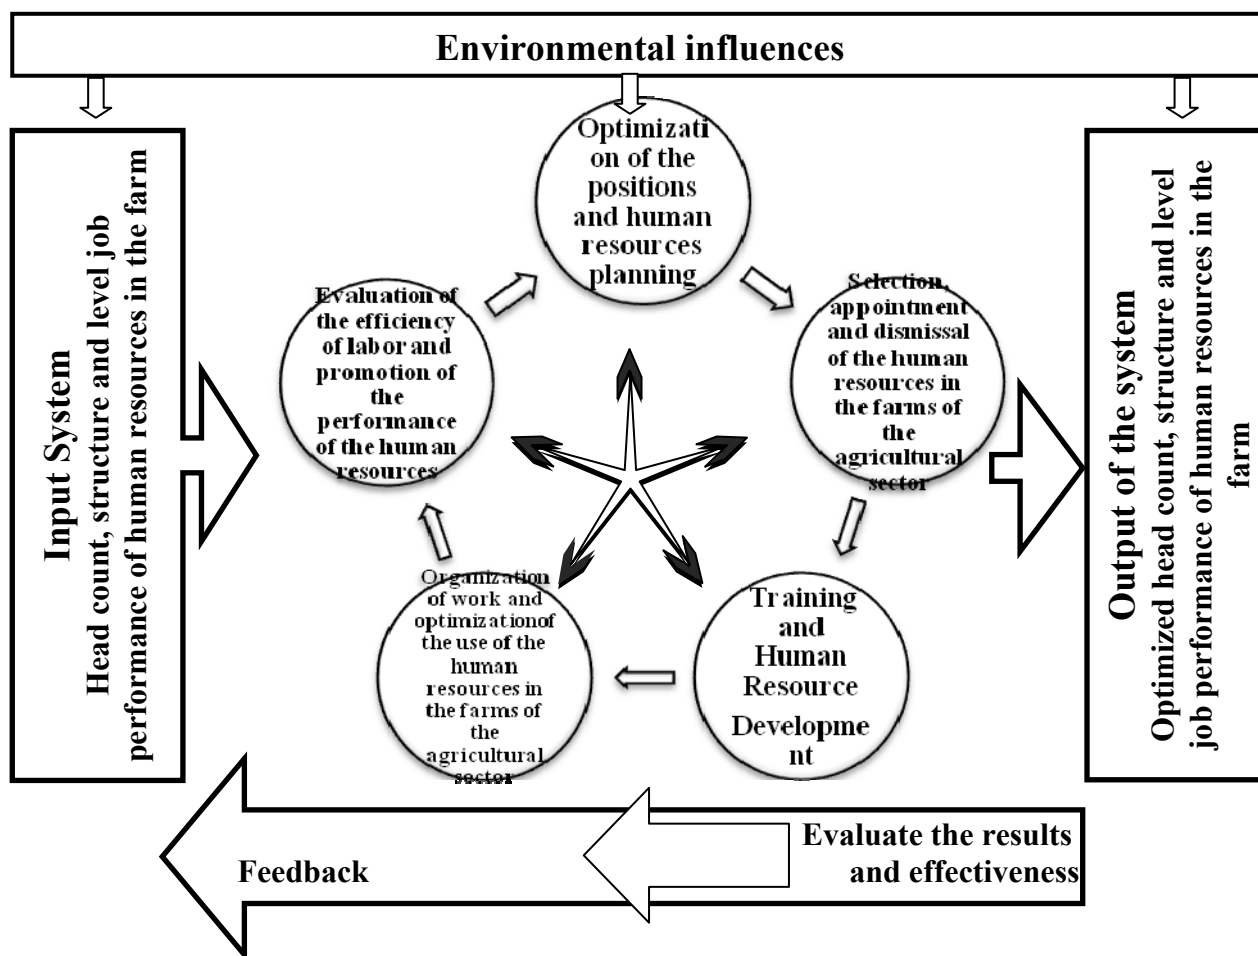 Environmental influences
Input System
Head count, structure and level job
performance of human resources in the farm
Optimizati
on of the
positions
and human
resources
planning
Selection,
appointment
and dismissal
of the human
resources in
the farms of
the
agricultural
sector
Training
and
Human
Resource
Developme
nt
Organization
of work and
optimizationof
the use of the
human
resources in
the farms of
the
agricultural
sector
Evaluation of
the efficiency
of labor and
promotion of
the
performance
of the human
resources
Output of the system
Optimized head count, structure and level
job performance of human resources in the
farm
Evaluate the results
and effectiveness
Feedback